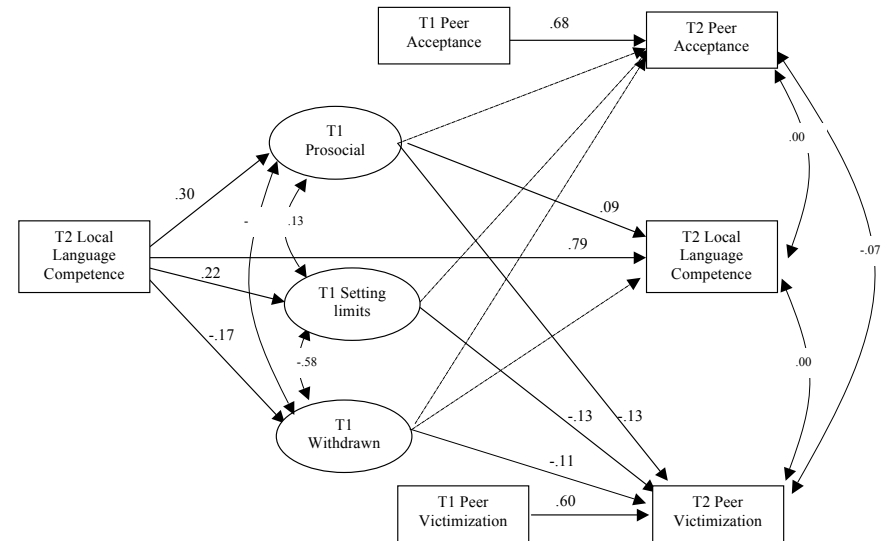 T1 Peer
Acceptance
.68
T2 Peer
Acceptance
T1
Prosocial
.00
.30
-
.13
.09
T2 Local
Language
Competence
.79
T2 Local
Language
Competence
-.07
.22
T1 Setting
limits
-.17
-.58
.00
T1
Withdrawn
-.13
-.13
-.11
T1 Peer
Victimization
.60
T2 Peer
Victimization